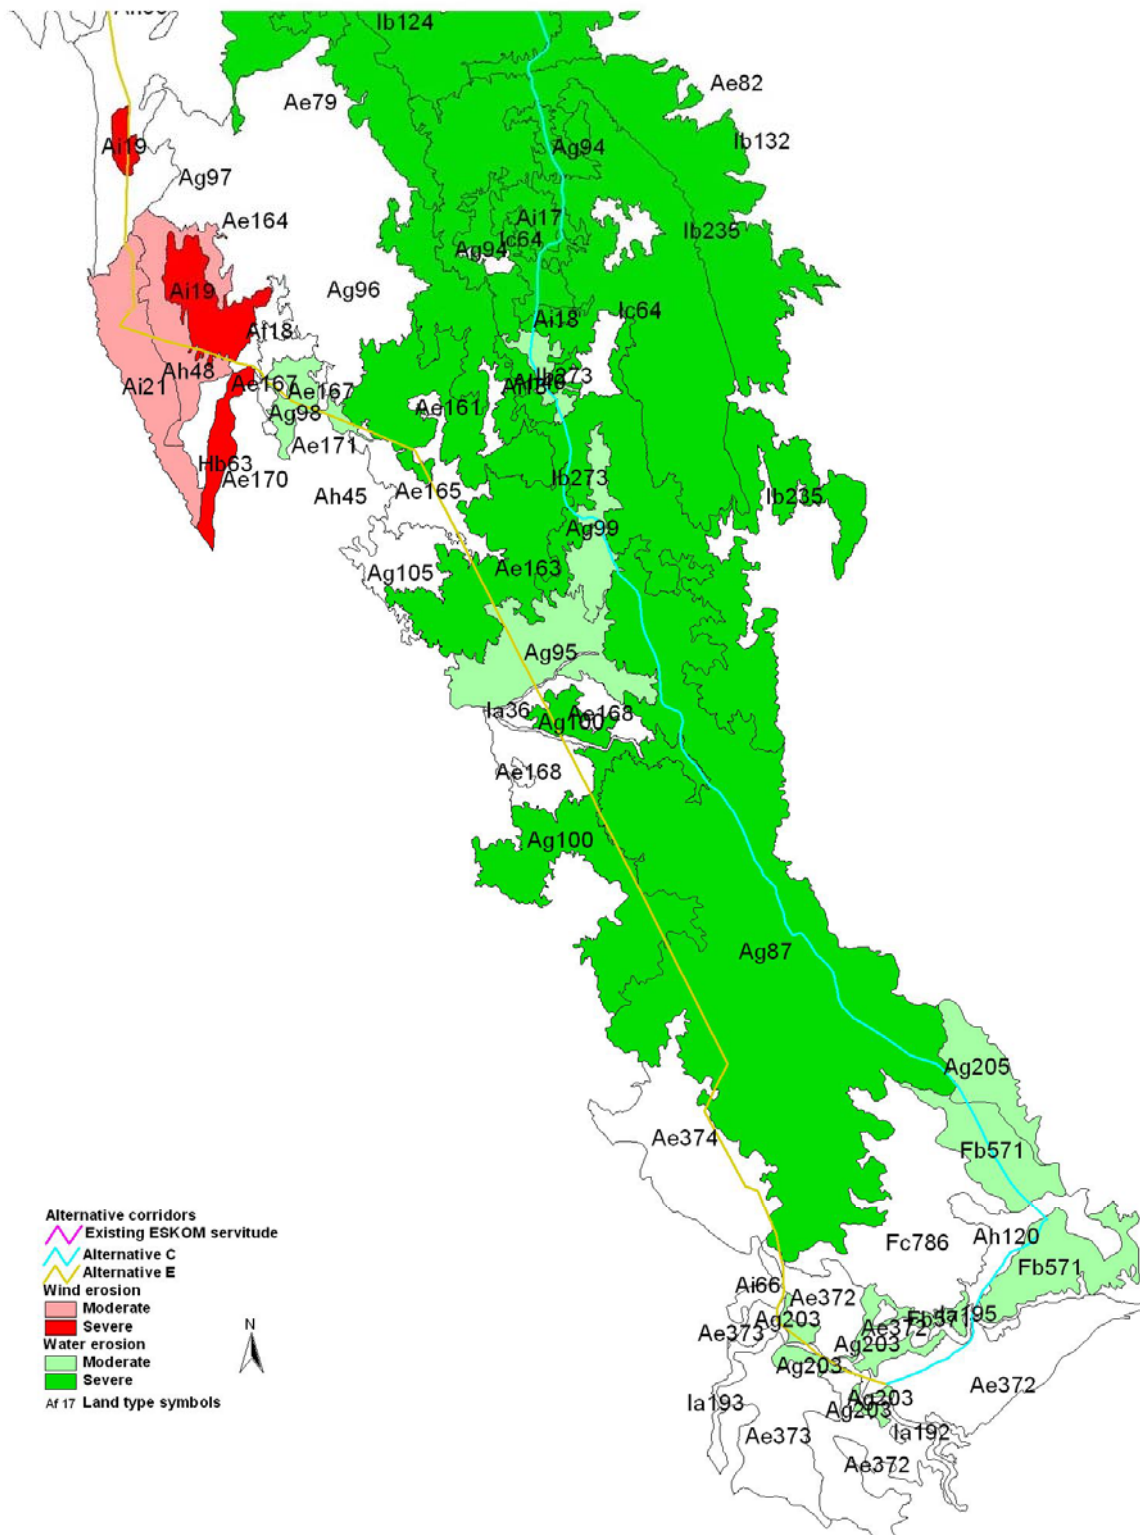 Ib124
Ae82
Ae79
Ai19
Ag94
Ib132
Ag97
Ae164
Ai17
Ic64
Ib235
Ag94
Ai19
Ag96
Ic64
Af18
Ai18
Ah48
Ib273
Ai21
Ae167
Ae167
Ag98
Ae161
Ae171
Hb63
Ae170
Ib273
Ah45
Ae165
Ib235
Ag99
Ag105
Ae163
Ag95
Ia36
Ae168
Ag100
Ae168
Ag100
Ag87
Ag205
Ae374
Fb571
Alternative corridors
Existing ESKOM servitude
Ah120
Fc786
Alternative C
Fb571
Alternative E
Wind erosion
Ai66
Ae372
Moderate
Severe
Ag203
Ae372
Ae373
Water erosion
Ag203
Moderate
Ag203
Severe
Ae372
Af 17 Land type symbols
Ia193
Ag203
Ag203
Ia192
Ae373
Ae372
N